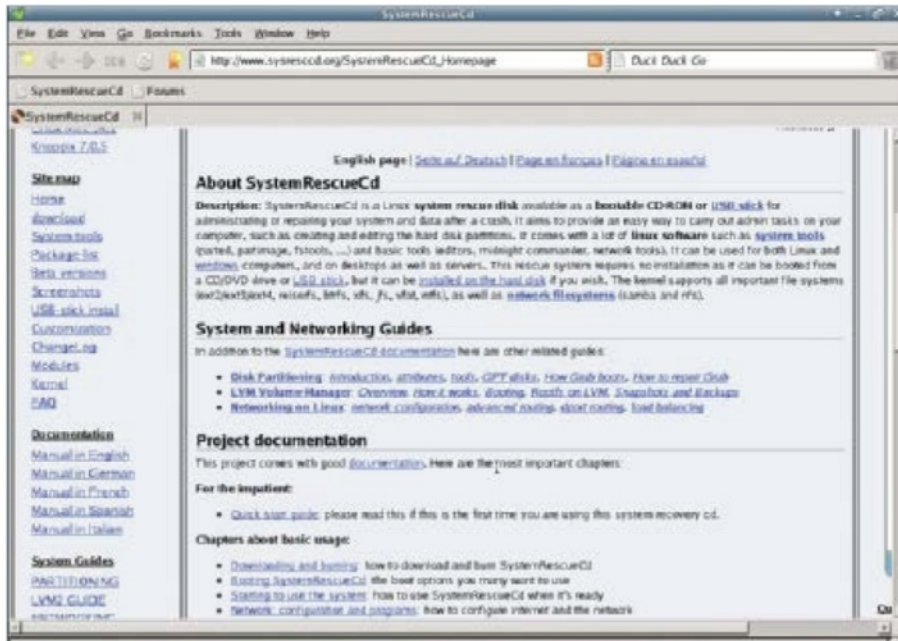 SystemRescueCd
File Edit View Go Bookmarks Tools Window Help
http://www.sysresccd.org/SystemRescueCd_Homepage
Duck Duck Go
SystemRescueCd Forums
SystemRescueCd
Knoppix 7.0.5
Site map
Home
download
System tools
Package list
Beta versions
Screenshots
USB-stick install
Customization
ChangeLog
Modules
Kernel
FAQ
Documentation
Manual in English
Manual in German
Manual in French
Manual in Spanish
Manual in Italian
System Guides
PARTITIONING
LVM2 GUIDE
English page | Seite auf Deutsch | Page en français | Página en español
About SystemRescueCd
Description: SystemRescueCd is a Linux system rescue disk available as a bootable CD-ROM or USB stick for
administrating or repairing your system and data after a crash. It aims to provide an easy way to carry out admin tasks on your
computer, such as creating and editing the hard disk partitions. It comes with a lot of linux software such as system tools
(parted, partimage, fstools, ...) and basic tools (editors, midnight commander, network tools). It can be used for both Linux and
windows computers, and on desktops as well as servers. This rescue system requires no installation as it can be booted from
a CD/DVD drive or USB stick, but it can be installed on the hard disk if you wish. The kernel supports all important file systems
(ext2/ext3/ext4, reiserfs, btrfs, xfs, jfs, vfat, ntfs), as well as network filesystems (samba and nfs).
System and Networking Guides
In addition to the SystemRescueCd documentation here are other related guides:
Disk Partitioning: Introduction, attributes, tools, GPT disks, How Grub boots, How to repair Grub
LVM Volume-Manager: Overview, How it works, Booting, Rootfs on LVM, Snapshots and Backups
Networking on Linux: network configuration, advanced routing, dport routing, load balancing
Project documentation
This project comes with good documentation. Here are the most important chapters:
For the impatient:
Quick start guide: please read this if this is the first time you are using this system recovery cd.
Chapters about basic usage:
Downloading and burning: how to download and burn SystemRescueCd
Booting SystemRescueCd: the boot options you many want to use
Starting to use the system: how to use SystemRescueCd when it's ready
Network: configuration and programs: how to configure internet and the network